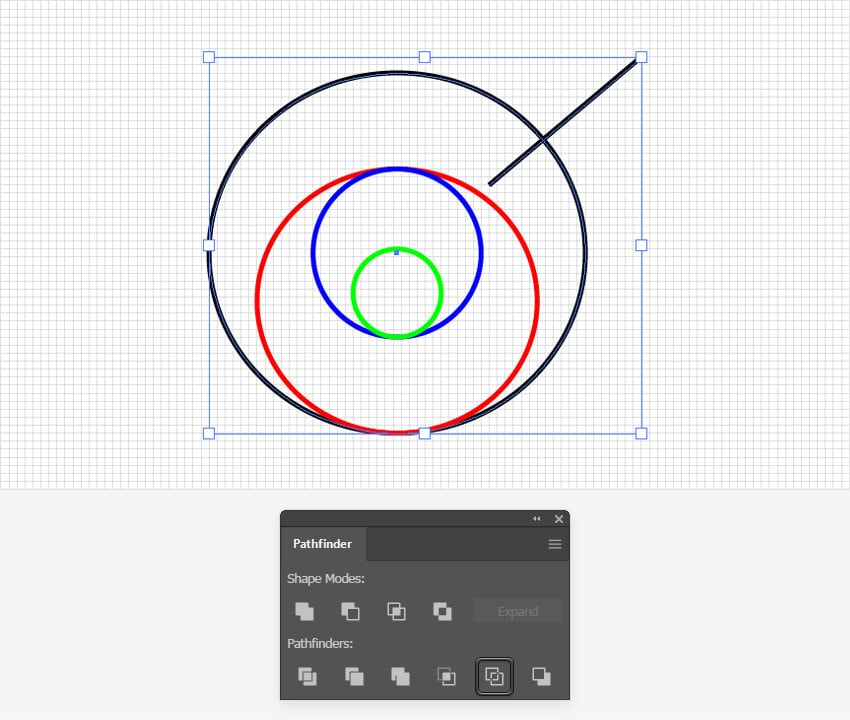 Pathfinder
Shape Modes:
Expand
Pathfinders: